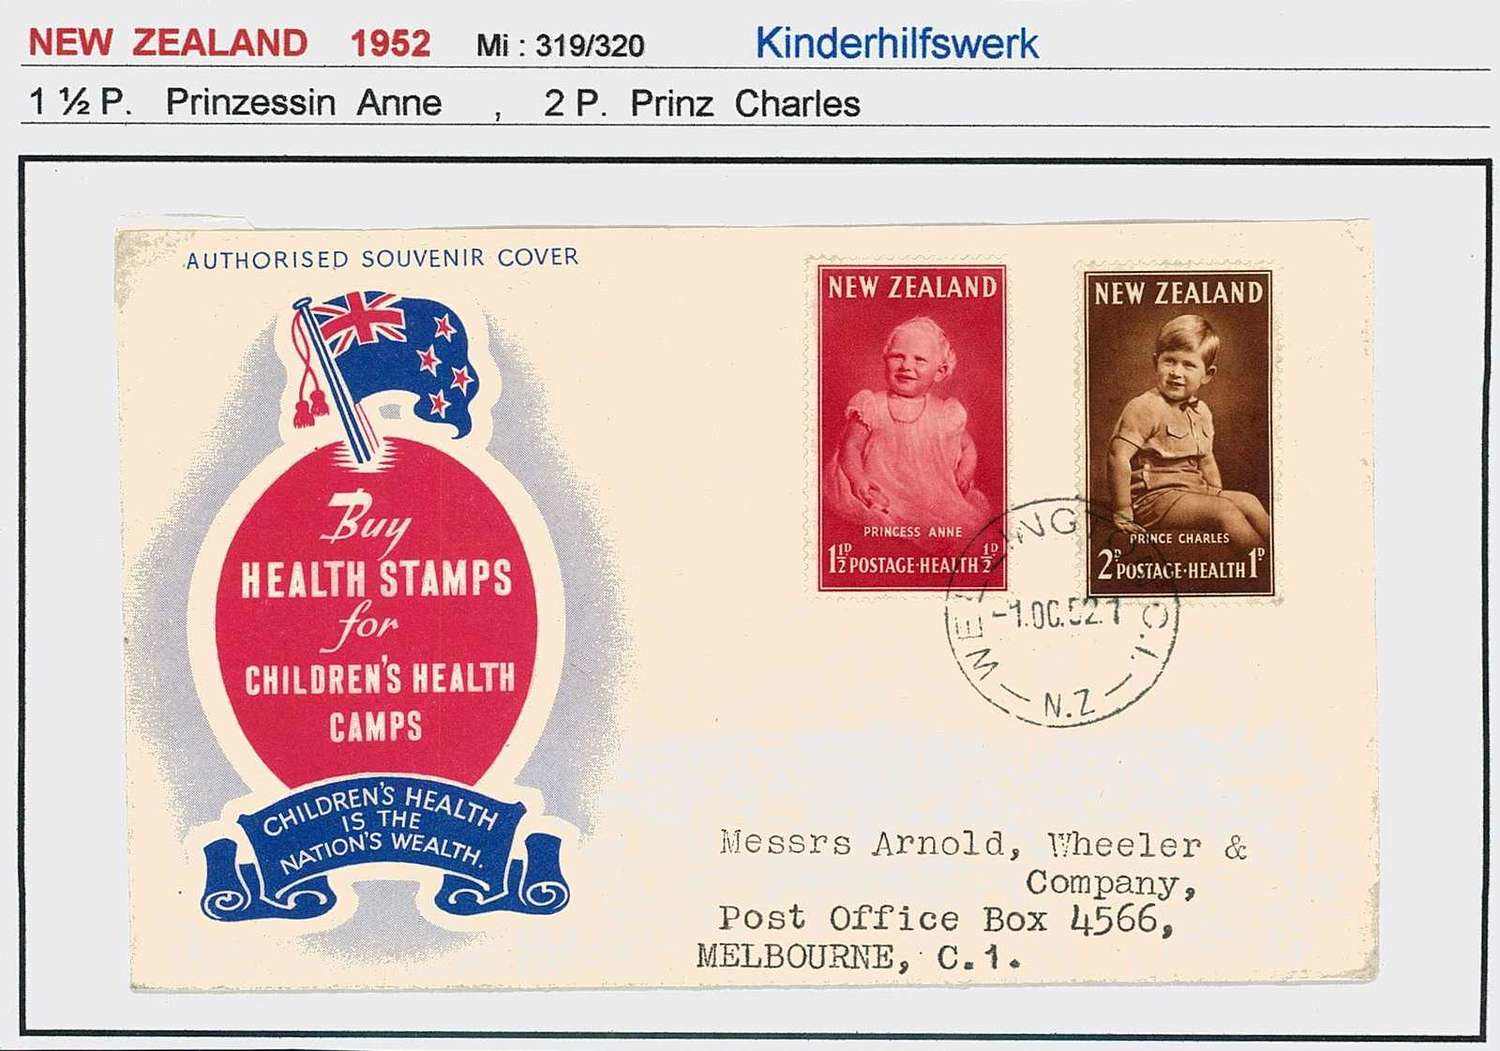 NEW ZEALAND 1952 Mi : 319/320 Kinderhilfswerk
1 ½ P. Prinzessin Anne , 2 P. Prinz Charles
AUTHORISED SOUVENIR COVER
Buy
HEALTH STAMPS
for
CHILDREN'S HEALTH
CAMPS
CHILDREN'S HEALTH
IS THE
NATION'S WEALTH.
NEW ZEALAND
PRINCESS ANNE
1½D POSTAGE·HEALTH ½D
NEW ZEALAND
PRINCE CHARLES
2D POSTAGE·HEALTH 1D
WELLINGTON C.1.
-1.OC.52.1
N.Z
Messrs Arnold, Wheeler &
Company,
Post Office Box 4566,
MELBOURNE, C.1.